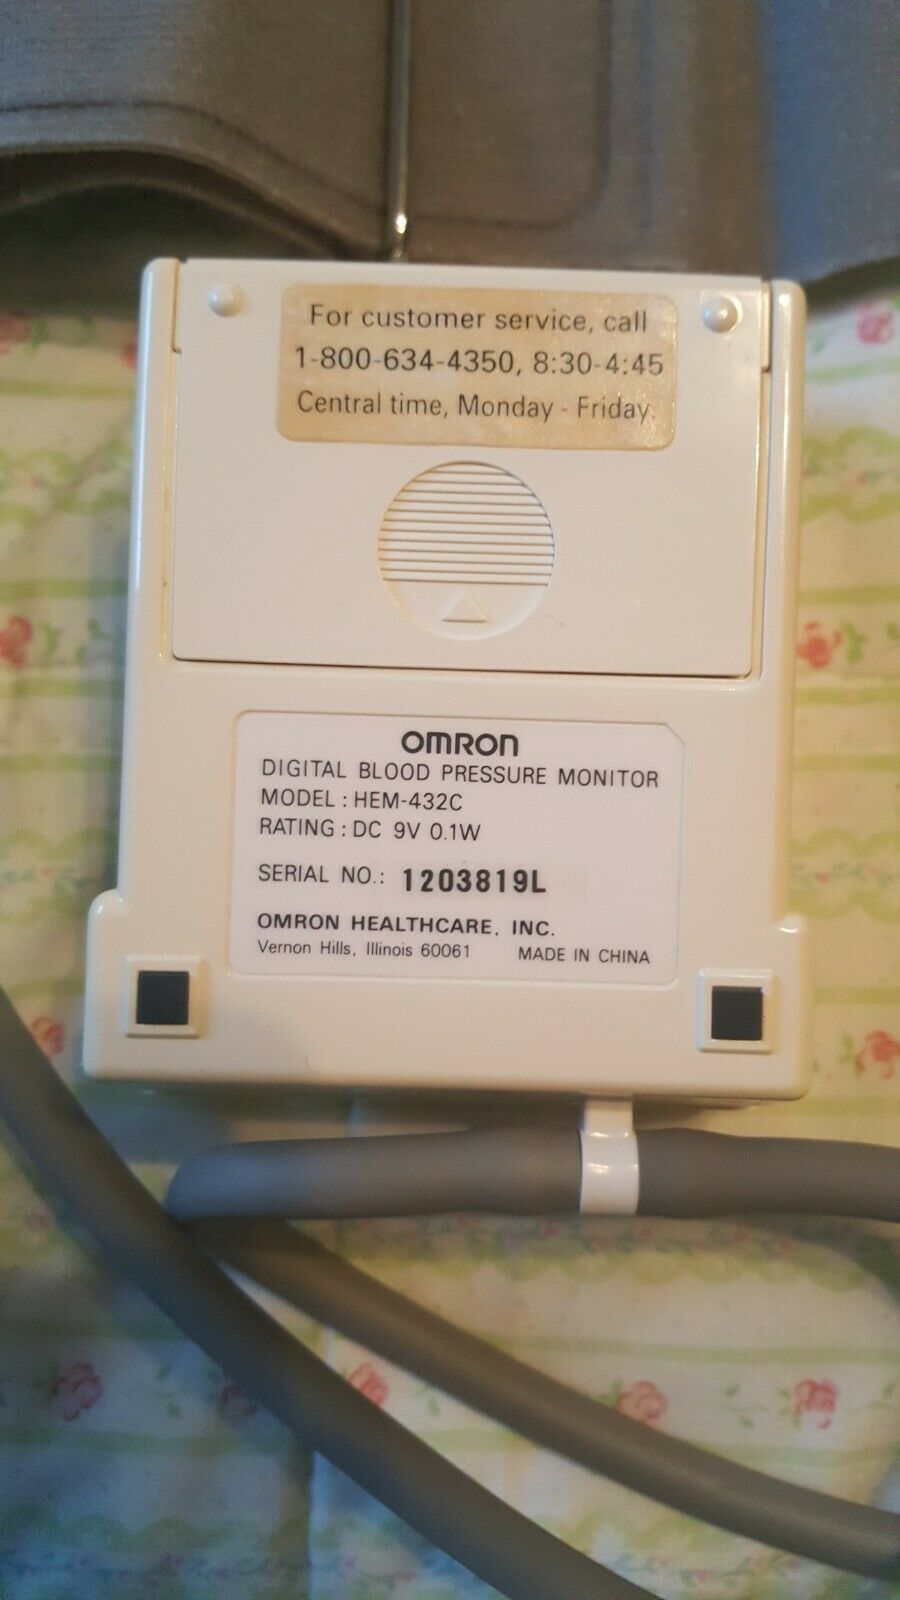 For customer service, call
1-800-634-4350, 8:30-4:45
Central time, Monday - Friday.
OMRON
DIGITAL BLOOD PRESSURE MONITOR
MODEL : HEM-432C
RATING : DC 9V 0.1W
SERIAL NO.: 1203819L
OMRON HEALTHCARE, INC.
Vernon Hills, Illinois 60061 MADE IN CHINA